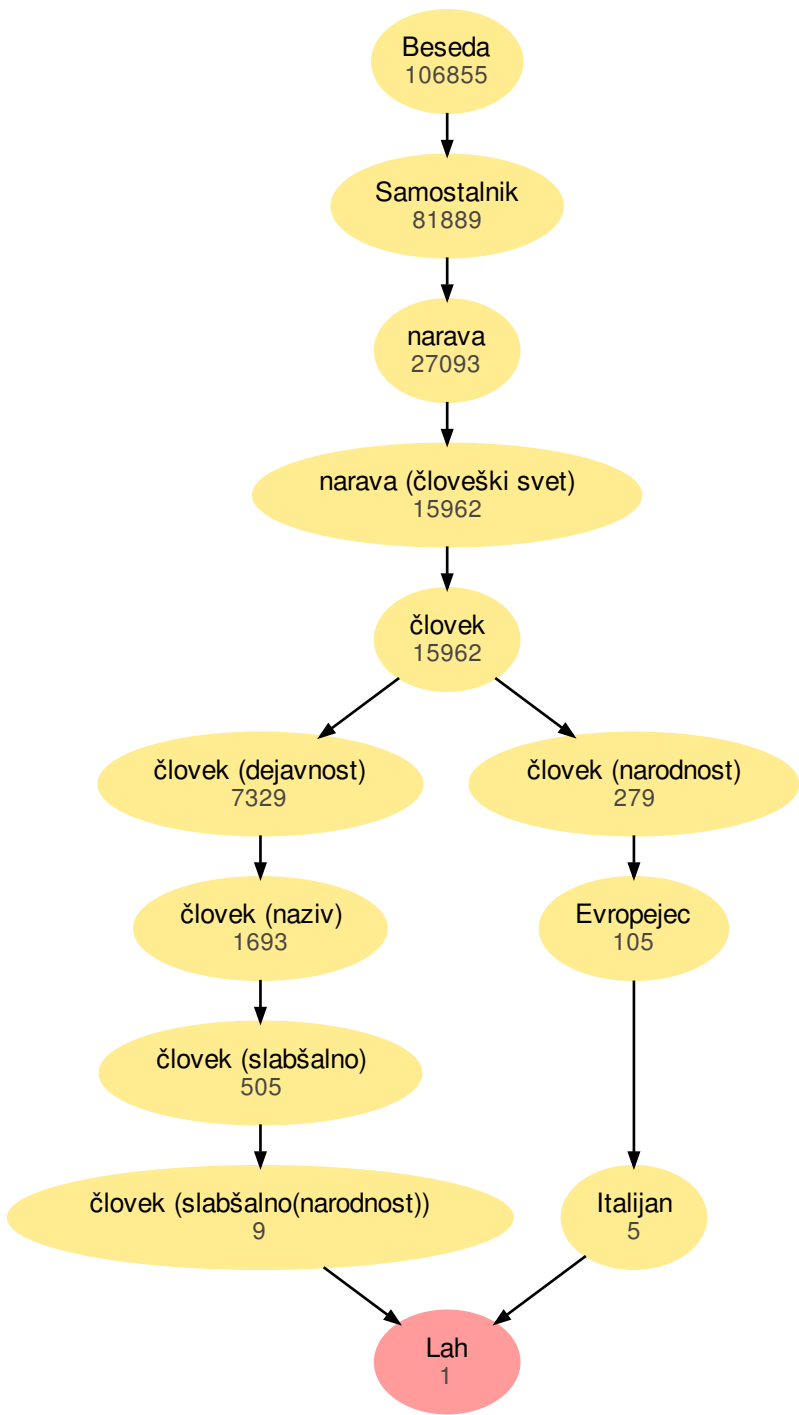 Beseda
106855
Samostalnik
81889
narava
27093
narava (človeški svet)
15962
človek
15962
človek (dejavnost)
7329
človek (narodnost)
279
človek (naziv)
1693
Evropejec
105
človek (slabšalno)
505
človek (slabšalno(narodnost))
9
Italijan
5
Lah
1